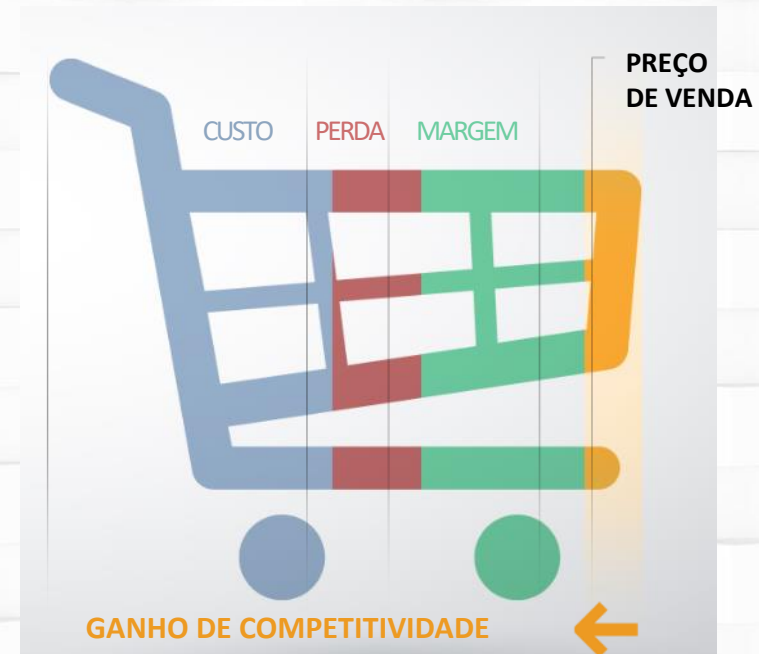 PREÇO
DE VENDA
CUSTO PERDA MARGEM
GANHO DE COMPETITIVIDADE